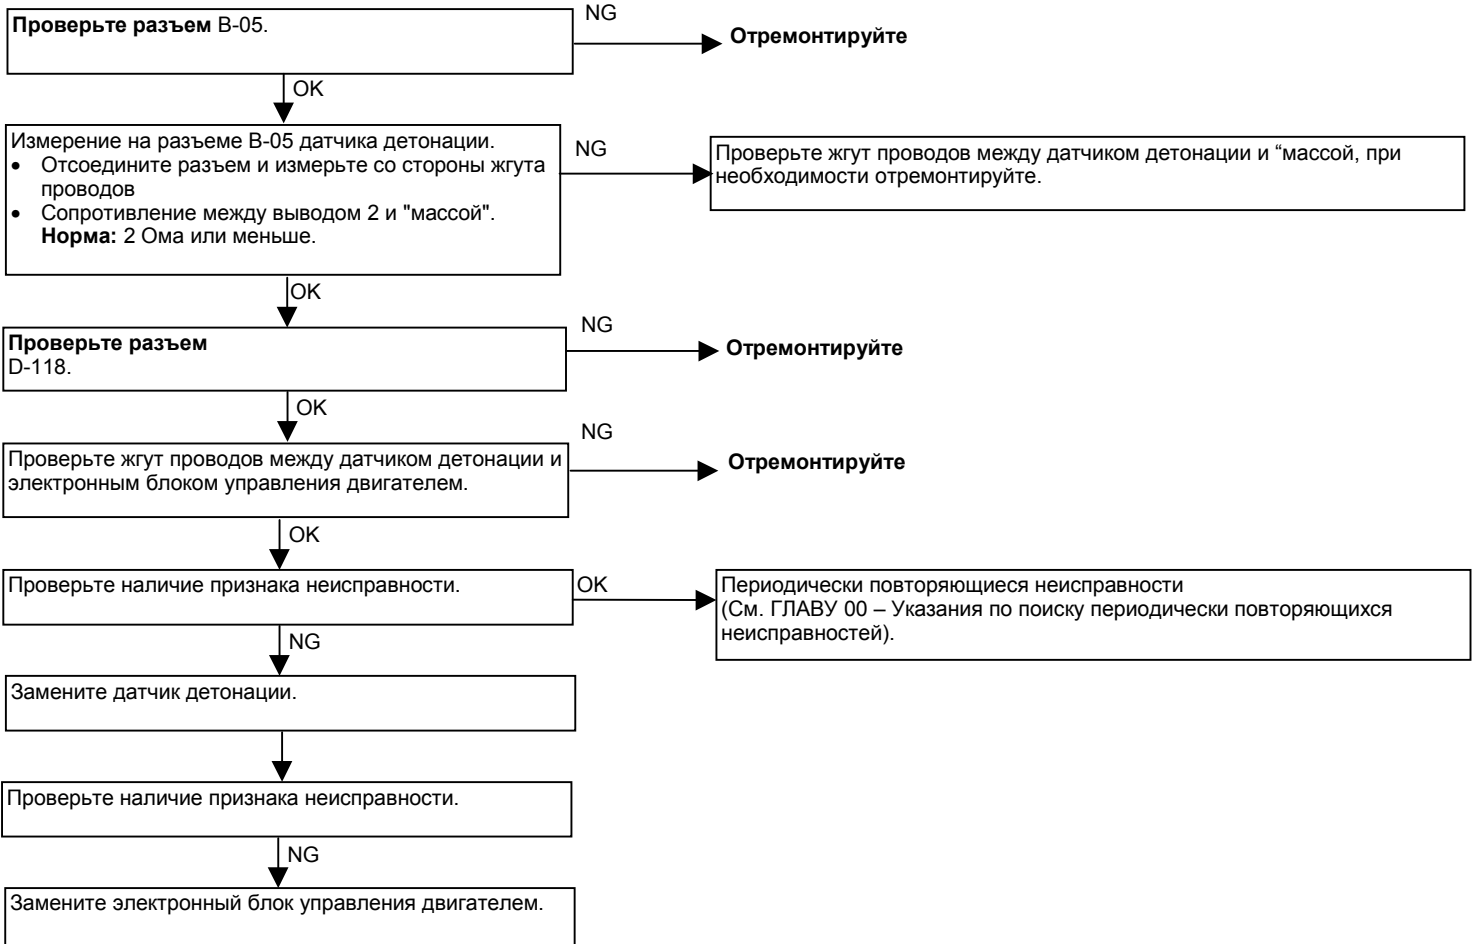 Проверьте разъем B-05.
NG
Отремонтируйте
OK
Измерение на разъеме B-05 датчика детонации.
• Отсоедините разъем и измерьте со стороны жгута
проводов
• Сопротивление между выводом 2 и "массой".
Норма: 2 Ома или меньше.
NG
Проверьте жгут проводов между датчиком детонации и “массой, при
необходимости отремонтируйте.
OK
Проверьте разъем
D-118.
NG
Отремонтируйте
OK
Проверьте жгут проводов между датчиком детонации и
электронным блоком управления двигателем.
NG
Отремонтируйте
OK
Проверьте наличие признака неисправности.
OK
Периодически повторяющиеся неисправности
(См. ГЛАВУ 00 – Указания по поиску периодически повторяющихся
неисправностей).
NG
Замените датчик детонации.
Проверьте наличие признака неисправности.
NG
Замените электронный блок управления двигателем.